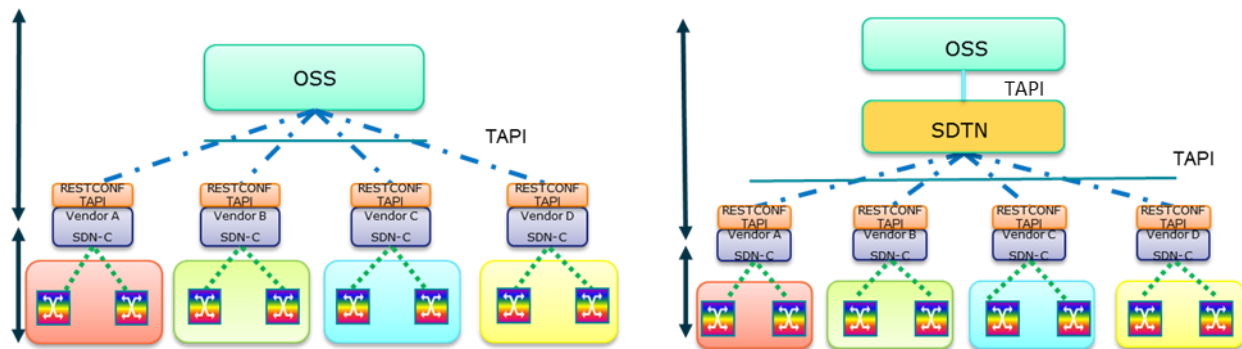 OSS
TAPI
RESTCONF
TAPI
Vendor A
SDN-C
RESTCONF
TAPI
Vendor B
SDN-C
RESTCONF
TAPI
Vendor C
SDN-C
RESTCONF
TAPI
Vendor D
SDN-C
OSS
TAPI
SDTN
TAPI
RESTCONF
TAPI
Vendor A
SDN-C
RESTCONF
TAPI
Vendor B
SDN-C
RESTCONF
TAPI
Vendor C
SDN-C
RESTCONF
TAPI
Vendor D
SDN-C